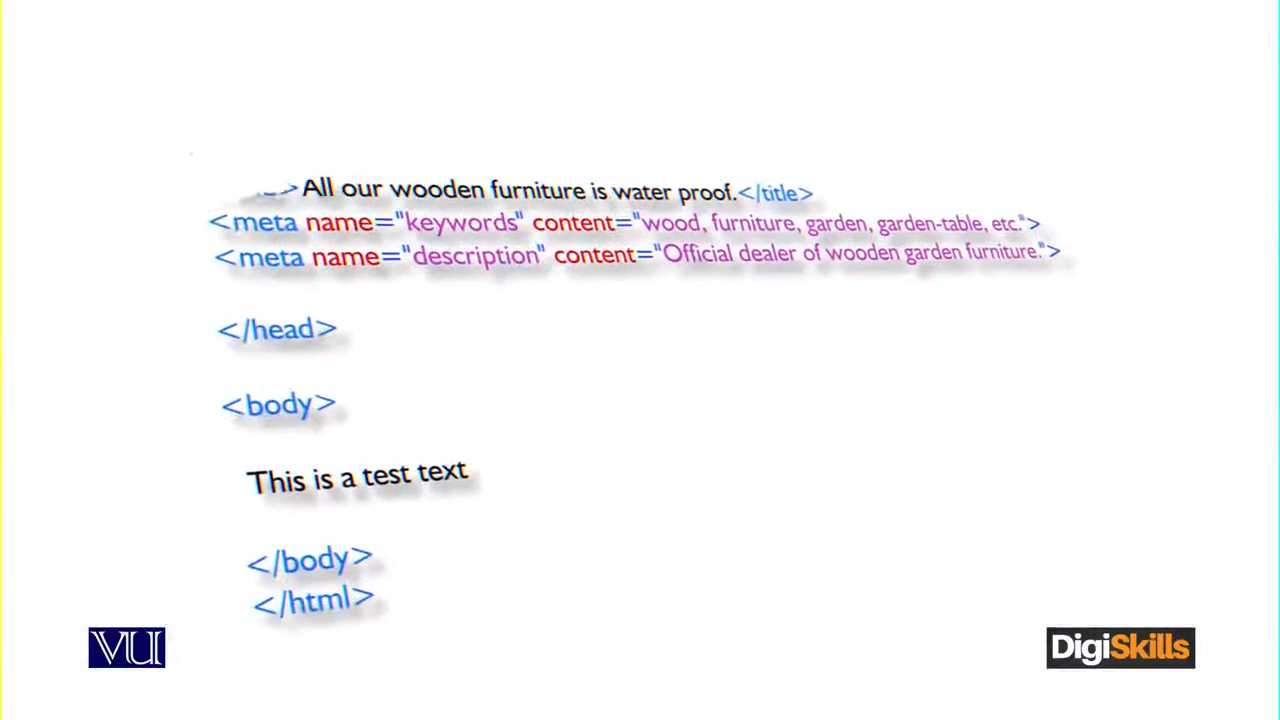 >All our wooden furniture is water proof.</title>
<meta name="keywords" content="wood, furniture, garden, garden-table, etc.">
<meta name="description" content="Official dealer of wooden garden furniture.">
</head>
<body>
This is a test text
</body>
</html>
VU
DigiSkills